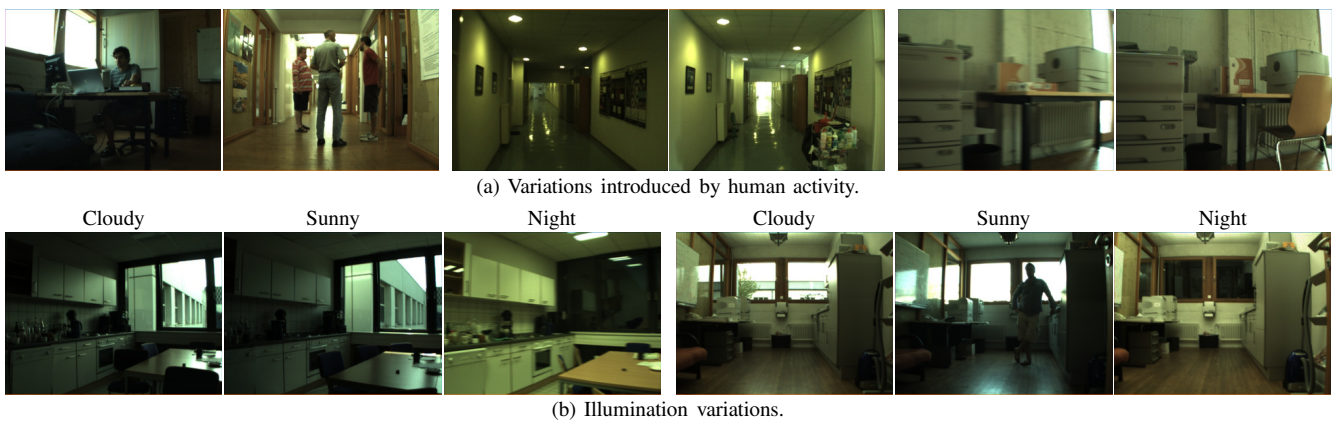 (a) Variations introduced by human activity.
Cloudy Sunny Night Cloudy Sunny Night
(b) Illumination variations.